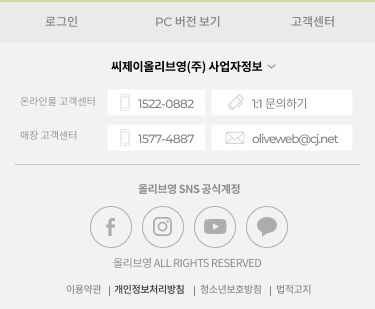 로그인 PC 버전 보기 고객센터
씨제이올리브영(주) 사업자정보
온라인몰 고객센터 1522-0882 1:1 문의하기
매장 고객센터 1577-4887 oliveweb@cj.net
올리브영 SNS 공식계정
올리브영 ALL RIGHTS RESERVED
이용약관 | 개인정보처리방침 | 청소년보호방침 | 법적고지